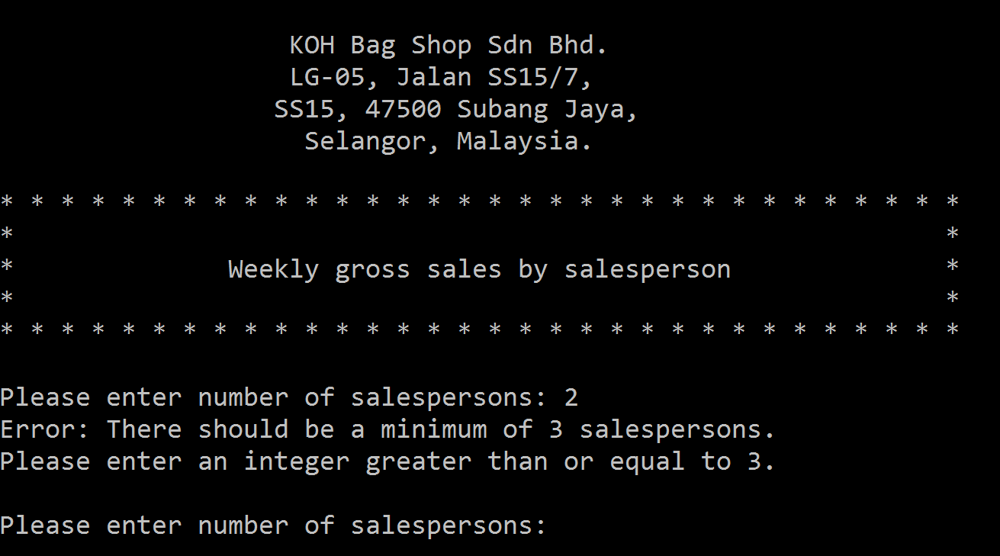 KOH Bag Shop Sdn Bhd.
LG-05, Jalan SS15/7,
SS15, 47500 Subang Jaya,
Selangor, Malaysia.
* * * * * * * * * * * * * * * * * * * * * * * * * * * * * * * *
* *
* Weekly gross sales by salesperson *
* *
* * * * * * * * * * * * * * * * * * * * * * * * * * * * * * * *
Please enter number of salespersons: 2
Error: There should be a minimum of 3 salespersons.
Please enter an integer greater than or equal to 3.
Please enter number of salespersons: